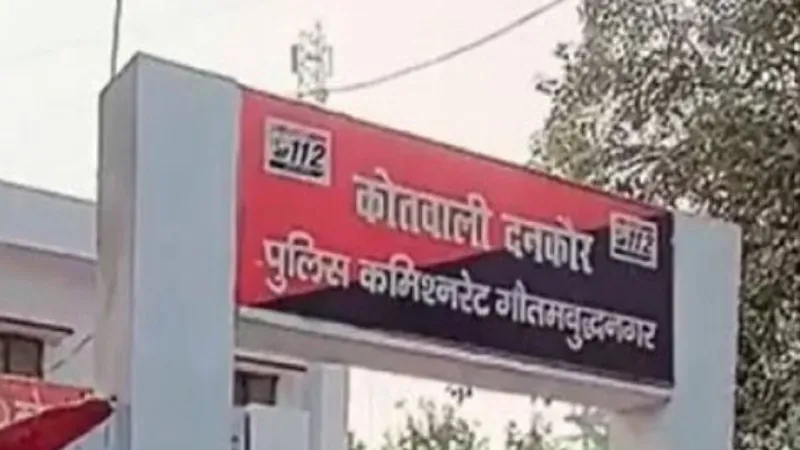 112
कोतवाली दनकौर
112
पुलिस कमिश्नरेट गौतमबुद्धनगर